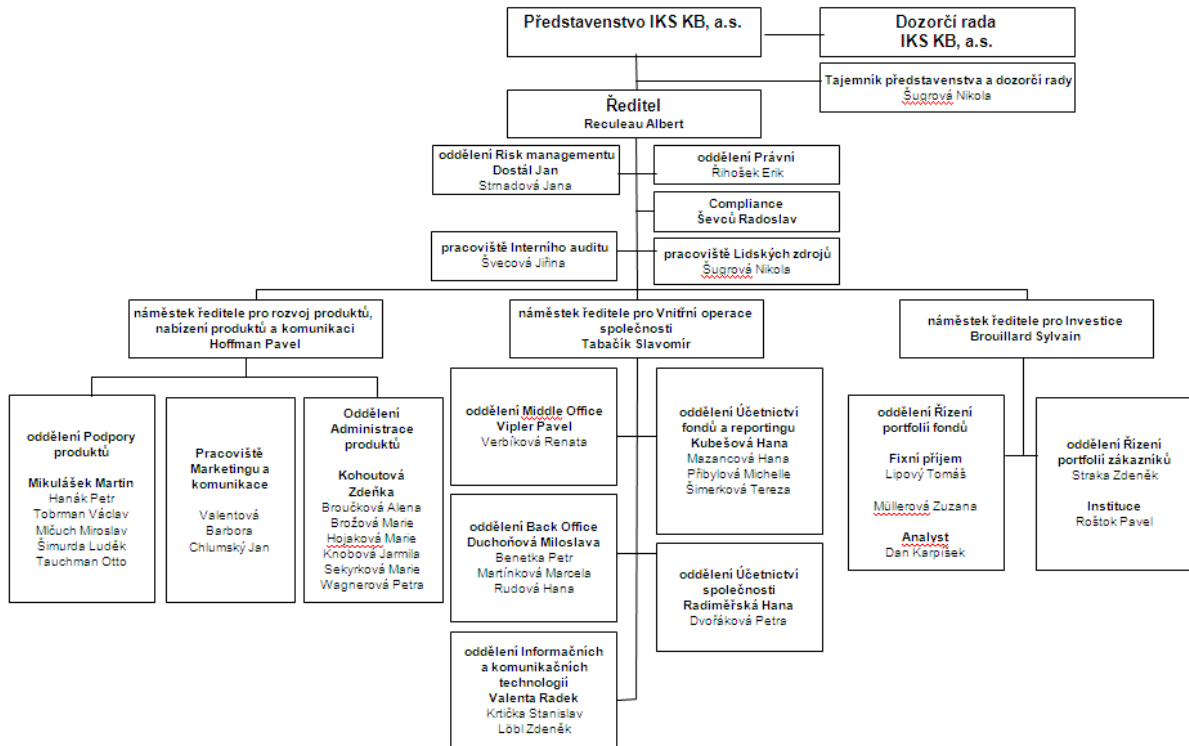 Představenstvo IKS KB, a.s.
Dozorčí rada
IKS KB, a.s.
Tajemník představenstva a dozorčí rady
Šugrová Nikola
Ředitel
Reculeau Albert
oddělení Risk managementu
Dostál Jan
Strnadová Jana
oddělení Právní
Řihošek Erik
Compliance
Ševců Radoslav
pracoviště Interního auditu
Švecová Jiřina
pracoviště Lidských zdrojů
Šugrová Nikola
náměstek ředitele pro rozvoj produktů,
nabízení produktů a komunikaci
Hoffman Pavel
náměstek ředitele pro Vnitřní operace
společnosti
Tabačík Slavomír
náměstek ředitele pro Investice
Brouillard Sylvain
oddělení Podpory
produktů
Mikulášek Martin
Hanák Petr
Tobrman Václav
Mlčuch Miroslav
Šimurda Luděk
Tauchman Otto
Pracoviště
Marketingu a
komunikace
Valentová
Barbora
Chlumský Jan
Oddělení
Administrace
produktů
Kohoutová
Zdeňka
Broučková Alena
Brožová Marie
Hojaková Marie
Knobová Jarmila
Sekyrková Marie
Wagnerová Petra
oddělení Middle Office
Vipler Pavel
Verbíková Renata
oddělení Účetnictví
fondů a reportingu
Kubešová Hana
Mazancová Hana
Přibylová Michelle
Šimerková Tereza
oddělení Back Office
Duchoňová Miloslava
Benetka Petr
Martínková Marcela
Rudová Hana
oddělení Účetnictví
společnosti
Radiměřská Hana
Dvořáková Petra
oddělení Informačních
a komunikačních
technologií
Valenta Radek
Krtička Stanislav
Löbl Zdeněk
oddělení Řízení
portfolií fondů
Fixní příjem
Lipový Tomáš
Müllerová Zuzana
Analyst
Dan Karpíšek
oddělení Řízení
portfolií zákazníků
Straka Zdeněk
Instituce
Roštok Pavel